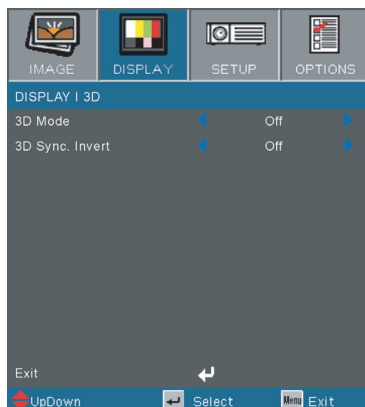 IMAGE DISPLAY SETUP OPTIONS
DISPLAY I 3D
3D Mode Off
3D Sync. Invert Off
Exit
UpDown Select Menu Exit